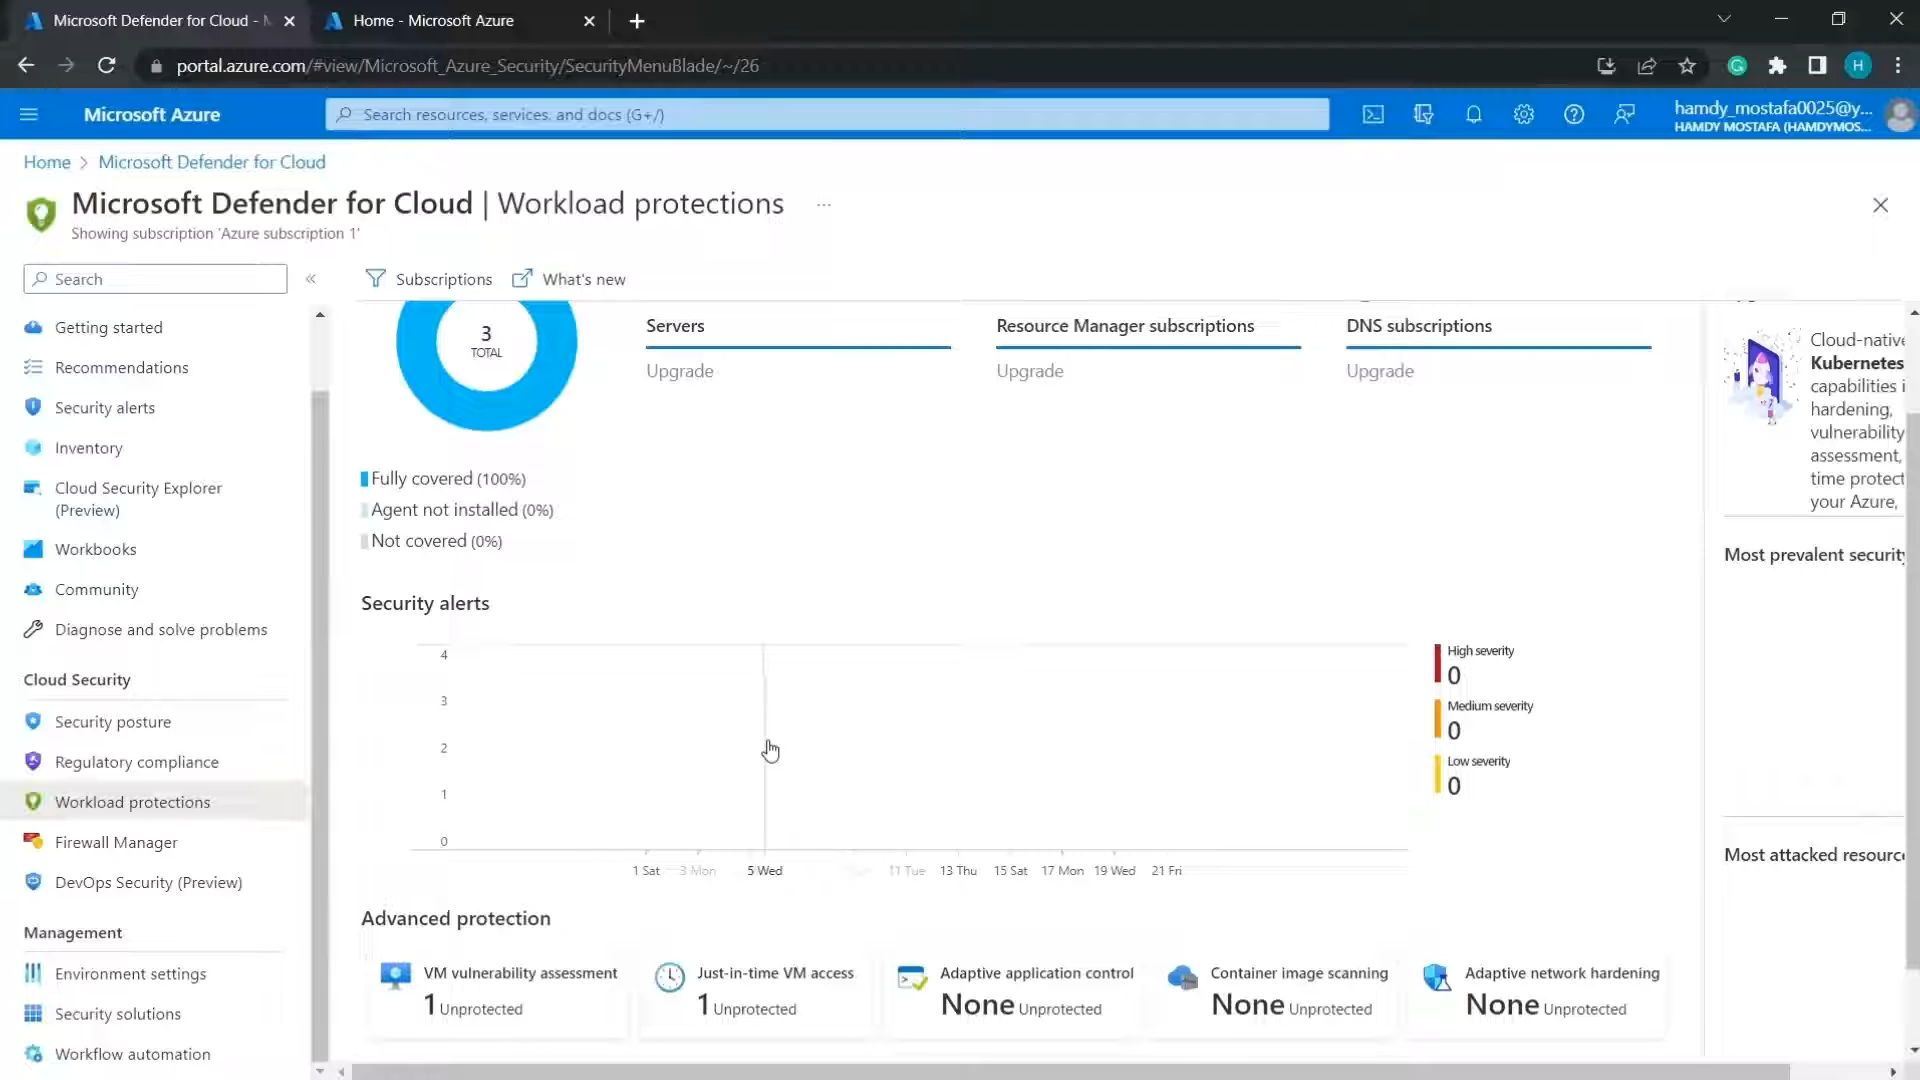 Microsoft Defender for Cloud -
Home - Microsoft Azure
portal.azure.com/#view/Microsoft_Azure_Security/SecurityMenuBlade/~/26
H
Microsoft Azure
Search resources, services, and docs (G+/)
hamdy_mostafa0025@y...
HAMDY MOSTAFA (HAMDYMOS...
Home > Microsoft Defender for Cloud
Microsoft Defender for Cloud | Workload protections ...
Showing subscription 'Azure subscription 1'
Search
«
Subscriptions
What's new
Getting started
Recommendations
Security alerts
Inventory
Cloud Security Explorer
(Preview)
Workbooks
Community
Diagnose and solve problems
Cloud Security
Security posture
Regulatory compliance
Workload protections
Firewall Manager
DevOps Security (Preview)
Management
Environment settings
Security solutions
Workflow automation
3
TOTAL
Servers
Upgrade
Resource Manager subscriptions
Upgrade
DNS subscriptions
Upgrade
Fully covered (100%)
Agent not installed (0%)
Not covered (0%)
Security alerts
4
3
2
1
0
1 Sat
3 Mon
5 Wed
11 Tue
13 Thu
15 Sat
17 Mon
19 Wed
21 Fri
High severity
0
Medium severity
0
Low severity
0
Advanced protection
VM vulnerability assessment
1 Unprotected
Just-in-time VM access
1 Unprotected
Adaptive application control
None Unprotected
Container image scanning
None Unprotected
Adaptive network hardening
None Unprotected
Cloud-native
Kubernetes
capabilities i
hardening,
vulnerability
assessment,
time protect
your Azure,
Most prevalent security
Most attacked resource